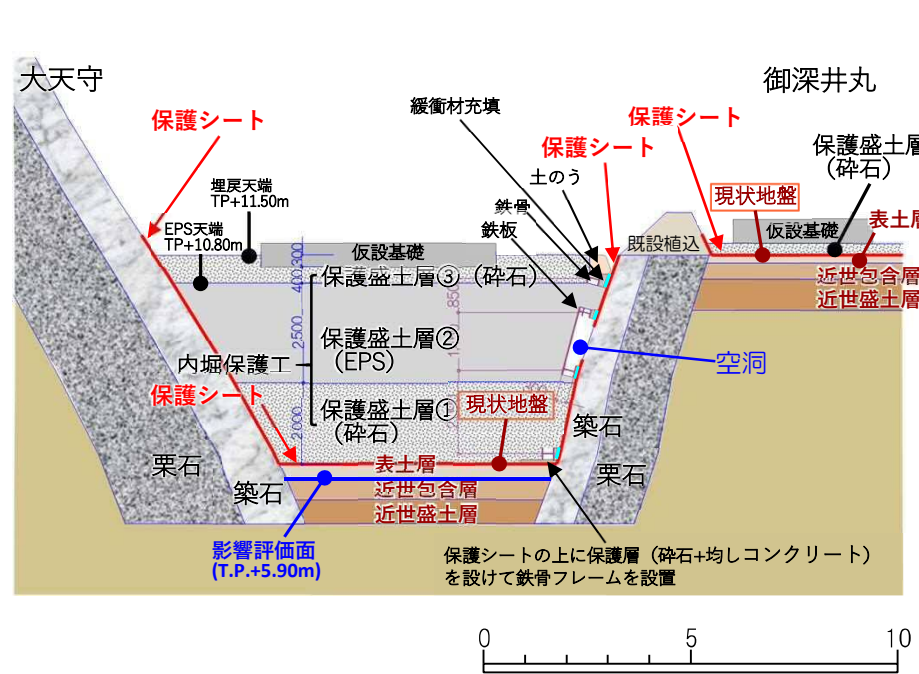 大天守
御深井丸
緩衝材充填
保護シート
保護シート
保護シート
保護盛土層
(砕石)
土のう
埋戻天端
TP+11.50m
現状地盤
鉄骨
表土層
EPS天端
TP+10.80m
鉄板
既設植込
仮設基礎
仮設基礎
300
400
保護盛土層③（砕石）
近世包含層
近世盛土層
850
2,500
保護盛土層②
(EPS)
内堀保護工
空洞
保護シート
現状地盤
保護盛土層①
(砕石)
2,000
築石
表土層
栗石
栗石
築石
近世包含層
近世盛土層
影響評価面
(T.P.+5.90m)
保護シートの上に保護層（砕石+均しコンクリート）
を設けて鉄骨フレームを設置
0
5
10